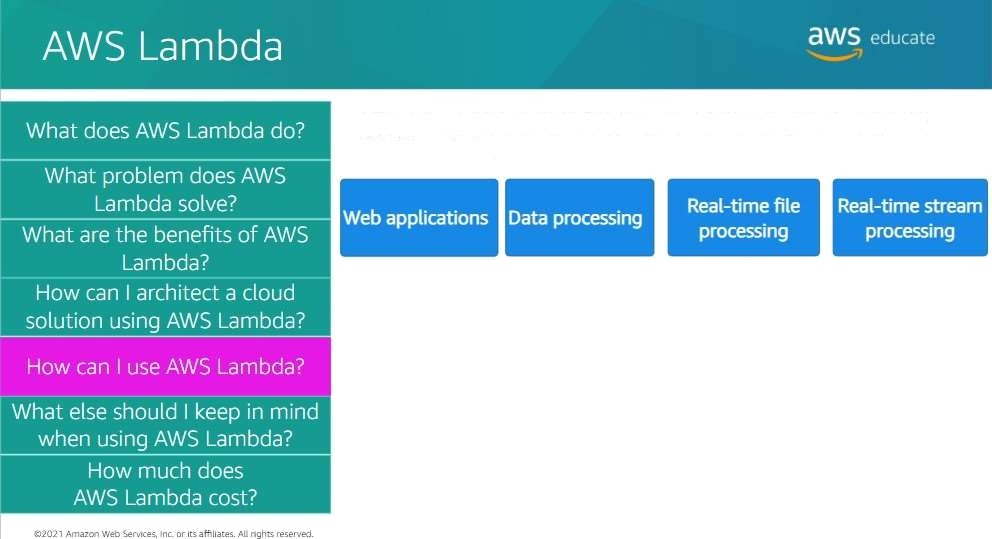 AWS Lambda
aws educate
What does AWS Lambda do?
What problem does AWS
Lambda solve?
What are the benefits of AWS
Lambda?
How can I architect a cloud
solution using AWS Lambda?
How can I use AWS Lambda?
What else should I keep in mind
when using AWS Lambda?
How much does
AWS Lambda cost?
Web applications
Data processing
Real-time file
processing
Real-time stream
processing
©2021 Amazon Web Services, Inc. or its affiliates. All rights reserved.